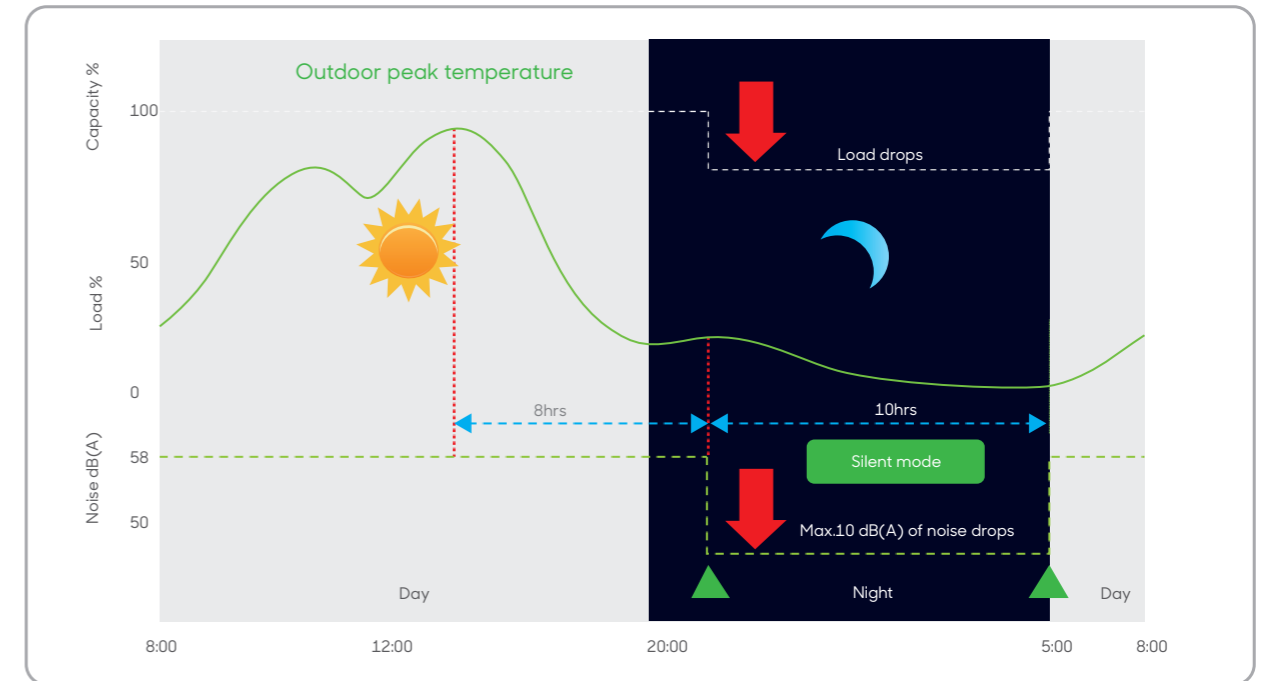 Outdoor peak temperature
Capacity %
100
Load drops
50
Load %
0
8hrs
10hrs
58
Silent mode
Noise dB(A)
50
Max.10 dB(A) of noise drops
Day
Night
Day
8:00
12:00
20:00
5:00
8:00